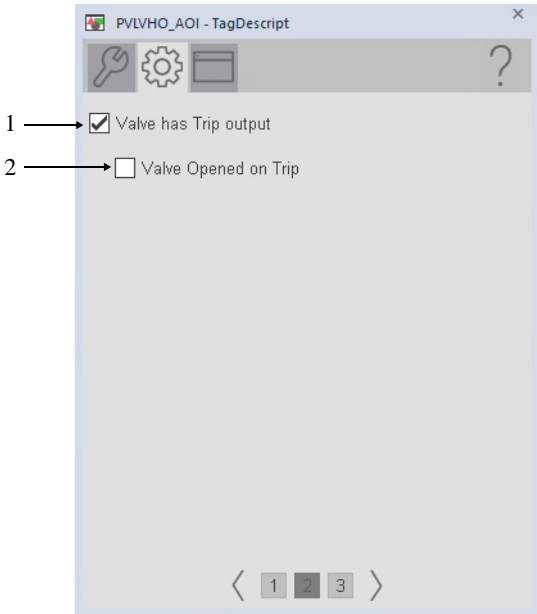 PVLVHO_AOI - TagDescript
?
1
Valve has Trip output
2
Valve Opened on Trip
1 2 3